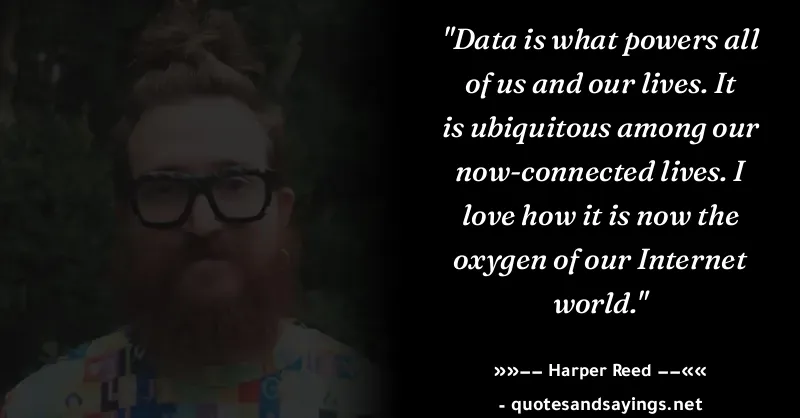 "Data is what powers all
of us and our lives. It
is ubiquitous among our
now-connected lives. I
love how it is now the
oxygen of our Internet
world."
»»−− Harper Reed −−««
- quotesandsayings.net